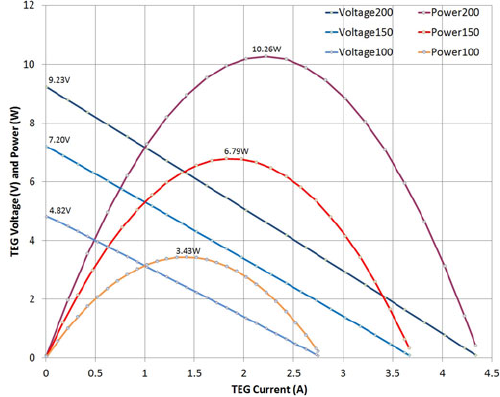 12
10
8
6
4
2
0
TEG Voltage (V) and Power (W)
Voltage200 Power200
Voltage150 Power150
Voltage100 Power100
10.26W
9.23V
7.20V
6.79W
4.82V
3.43W
0 0.5 1 1.5 2 2.5 3 3.5 4 4.5
TEG Current (A)